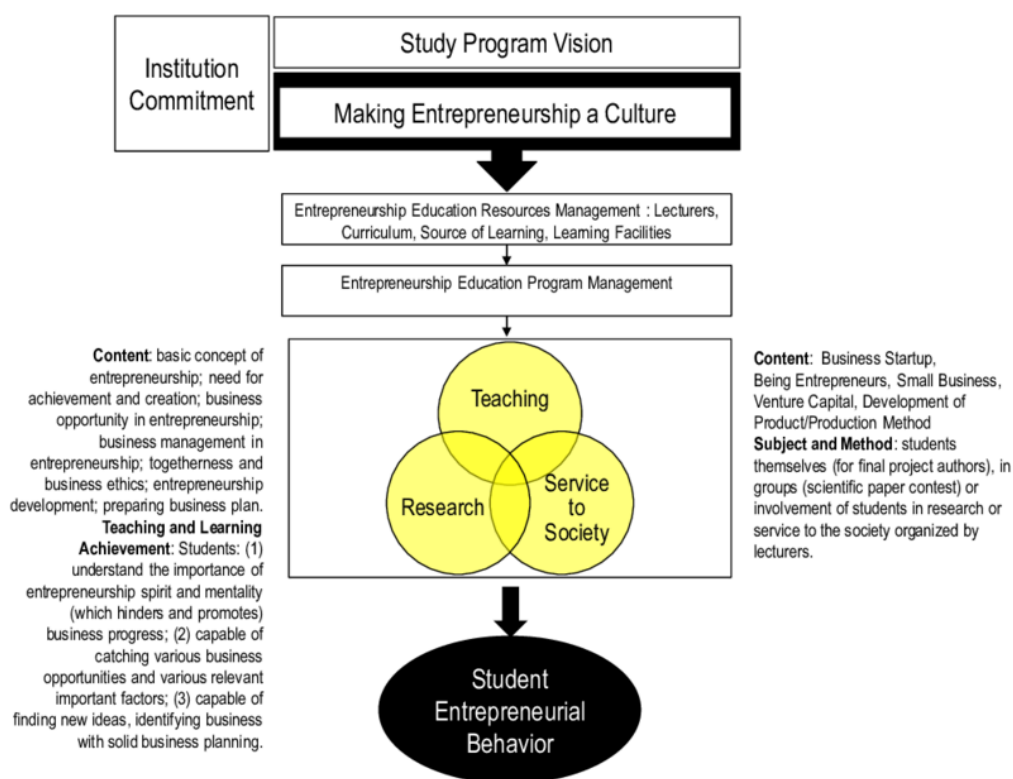 Institution
Commitment
Study Program Vision
Making Entrepreneurship a Culture
Entrepreneurship Education Resources Management : Lecturers,
Curriculum, Source of Learning, Learning Facilities
Entrepreneurship Education Program Management
Content: basic concept of
entrepreneurship; need for
achievement and creation; business
opportunity in entrepreneurship;
business management in
entrepreneurship; togetherness and
business ethics; entrepreneurship
development; preparing business plan.
Teaching and Learning
Achievement: Students: (1)
understand the importance of
entrepreneurship spirit and mentality
(which hinders and promotes)
business progress; (2) capable of
catching various business
opportunities and various relevant
important factors; (3) capable of
finding new ideas, identifying business
with solid business planning.
Teaching
Research
Service
to
Society
Content: Business Startup,
Being Entrepreneurs, Small Business,
Venture Capital, Development of
Product/Production Method
Subject and Method: students
themselves (for final project authors), in
groups (scientific paper contest) or
involvement of students in research or
service to the society organized by
lecturers.
Student
Entrepreneurial
Behavior